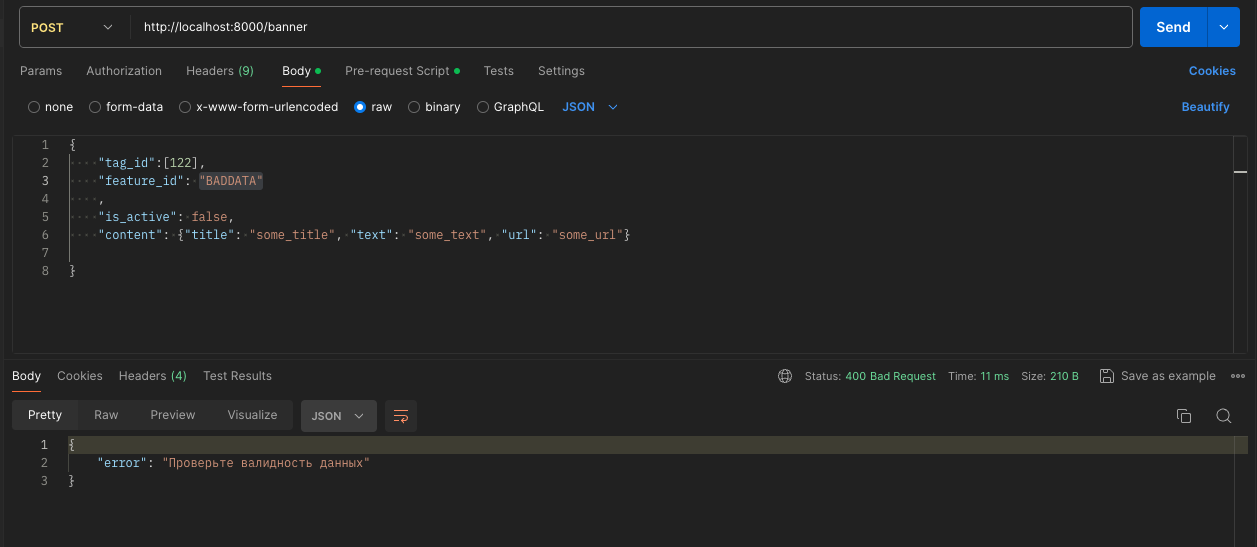 POST http://localhost:8000/banner Send
Params Authorization Headers (9) Body Pre-request Script Tests Settings Cookies
none form-data x-www-form-urlencoded raw binary GraphQL JSON Beautify
1 {
2 "tag_id":[122],
3 "feature_id": "BADDATA"
4 ,
5 "is_active": false,
6 "content": {"title": "some_title", "text": "some_text", "url": "some_url"}
7
8 }
Body Cookies Headers (4) Test Results Status: 400 Bad Request Time: 11 ms Size: 210 B Save as example
Pretty Raw Preview Visualize JSON
1 {
2 "error": "Проверьте валидность данных"
3 }